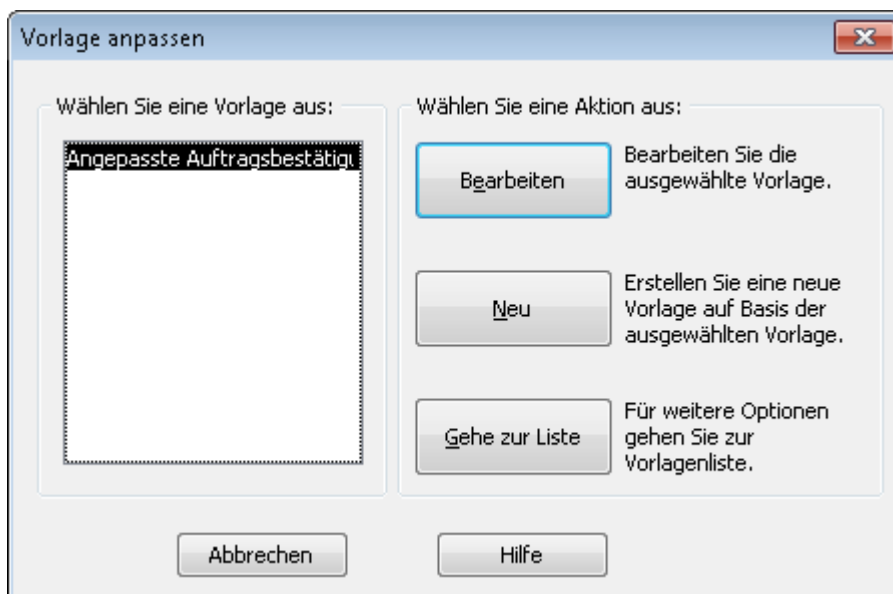 Vorlage anpassen
Wählen Sie eine Vorlage aus:
Angepasste Auftragsbestätigu
Wählen Sie eine Aktion aus:
Bearbeiten
Bearbeiten Sie die
ausgewählte Vorlage.
Neu
Erstellen Sie eine neue
Vorlage auf Basis der
ausgewählten Vorlage.
Gehe zur Liste
Für weitere Optionen
gehen Sie zur
Vorlagenliste.
Abbrechen
Hilfe